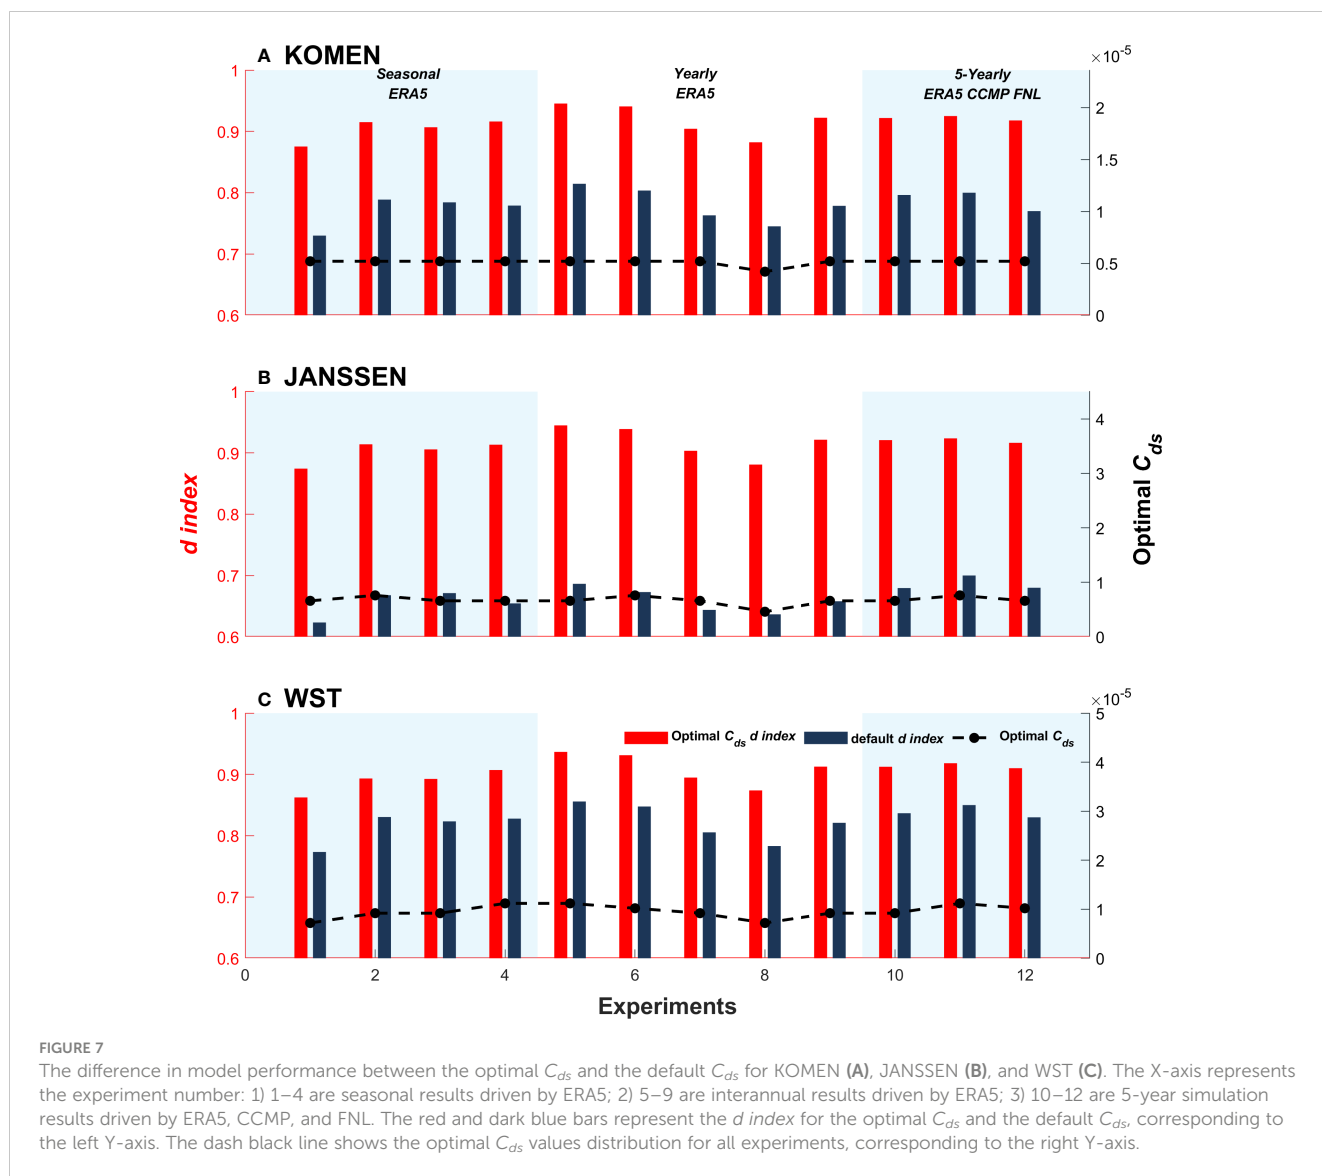 A KOMEN
×10-5
Seasonal
ERA5
Yearly
ERA5
5-Yearly
ERA5 CCMP FNL
1
0.9
0.8
0.7
0.6
2
1.5
1
0.5
0
B JANSSEN
1
0.9
0.8
0.7
0.6
4
3
2
1
0
d index
Optimal Cds
C WST
×10-5
Optimal Cds d index
default d index
Optimal Cds
1
0.9
0.8
0.7
0.6
5
4
3
2
1
0
0 2 4 6 8 10 12
Experiments
FIGURE 7
The difference in model performance between the optimal Cds and the default Cds for KOMEN (A), JANSSEN (B), and WST (C). The X-axis represents
the experiment number: 1) 1–4 are seasonal results driven by ERA5; 2) 5–9 are interannual results driven by ERA5; 3) 10–12 are 5-year simulation
results driven by ERA5, CCMP, and FNL. The red and dark blue bars represent the d index for the optimal Cds and the default Cds, corresponding to
the left Y-axis. The dash black line shows the optimal Cds values distribution for all experiments, corresponding to the right Y-axis.